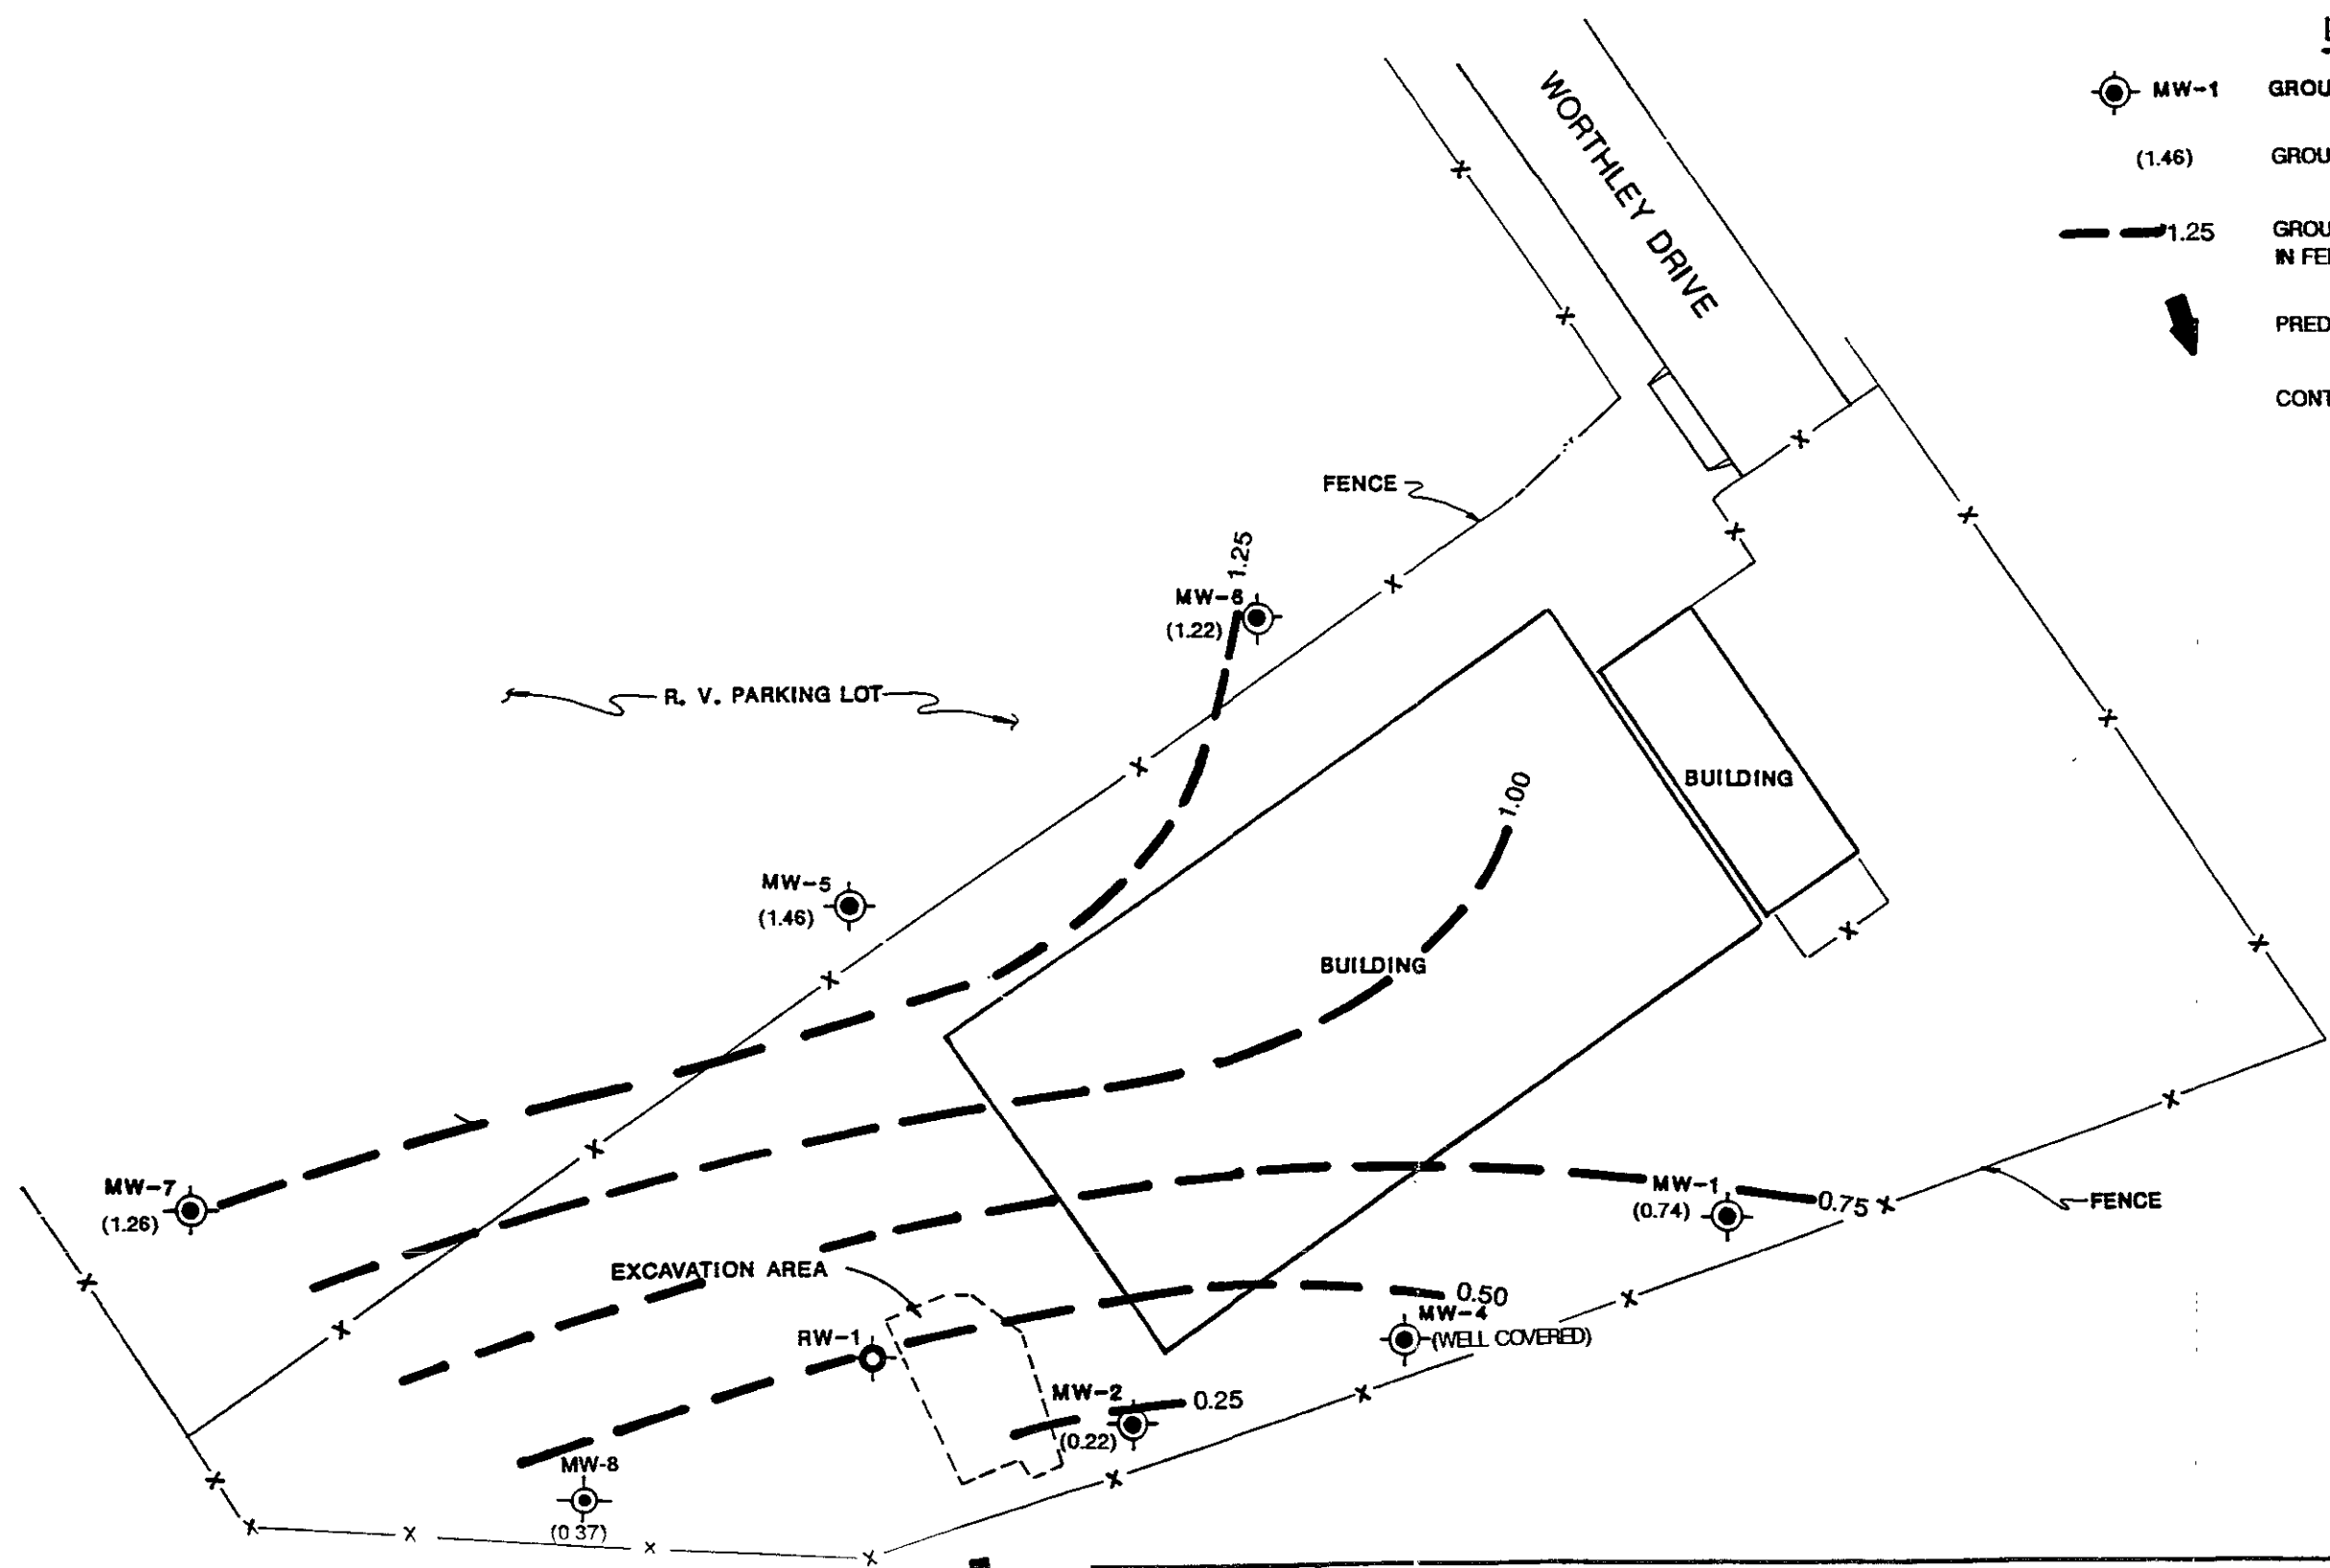 MW-1 GROU
(1.46) GROU
1.25 GROU
IN FE
PRED
CONT
WORTHLEY DRIVE
FENCE
1.25
MW-6
(1.22)
R. V. PARKING LOT
1.00
BUILDING
MW-5
(1.46)
BUILDING
MW-7
(1.26)
MW-1
(0.74)
0.75
FENCE
EXCAVATION AREA
0.50
MW-4
(WELL COVERED)
RW-1
MW-2
0.25
(0.22)
MW-8
(0.37)